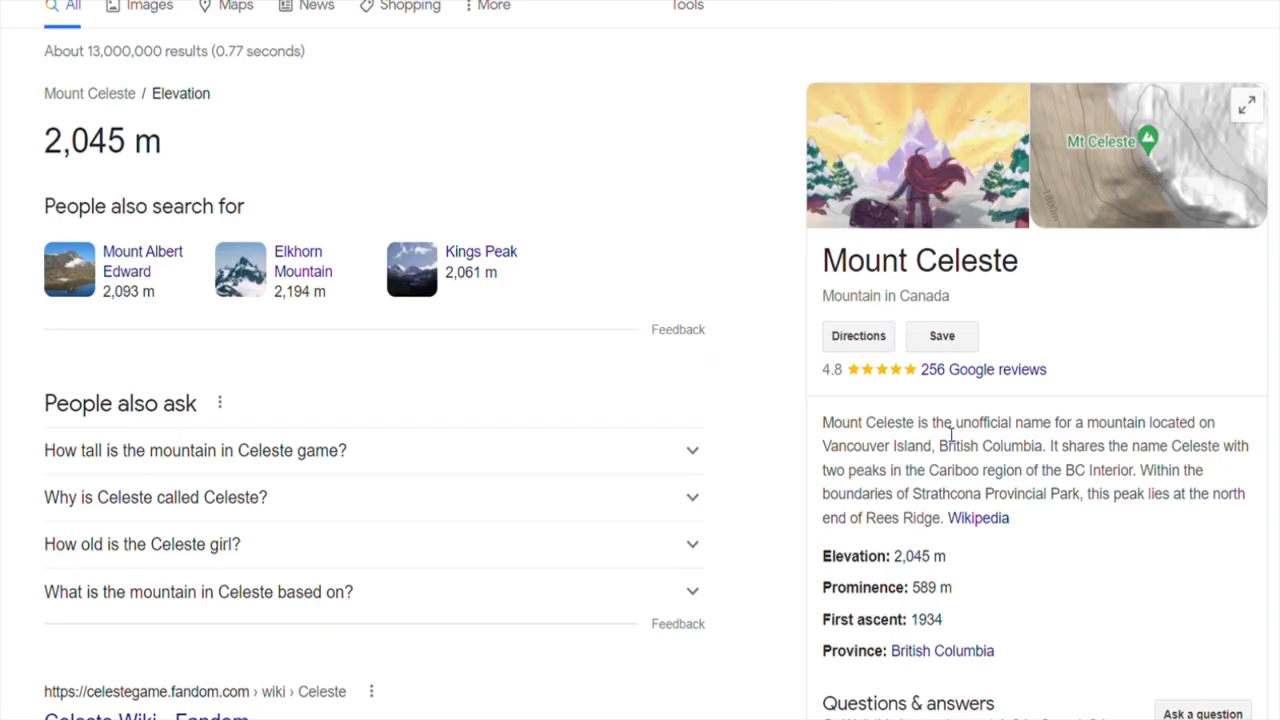 All Images Maps News Shopping More Tools
About 13,000,000 results (0.77 seconds)
Mount Celeste / Elevation
2,045 m
People also search for
Mount Albert
Edward
2,093 m
Elkhorn
Mountain
2,194 m
Kings Peak
2,061 m
Feedback
People also ask
How tall is the mountain in Celeste game?
Why is Celeste called Celeste?
How old is the Celeste girl?
What is the mountain in Celeste based on?
Feedback
https://celestegame.fandom.com › wiki › Celeste
Celeste Wiki - Fandom
Mt Celeste
1800m
Mount Celeste
Mountain in Canada
Directions Save
4.8 256 Google reviews
Mount Celeste is the unofficial name for a mountain located on
Vancouver Island, British Columbia. It shares the name Celeste with
two peaks in the Cariboo region of the BC Interior. Within the
boundaries of Strathcona Provincial Park, this peak lies at the north
end of Rees Ridge. Wikipedia
Elevation: 2,045 m
Prominence: 589 m
First ascent: 1934
Province: British Columbia
Questions & answers
Ask a question